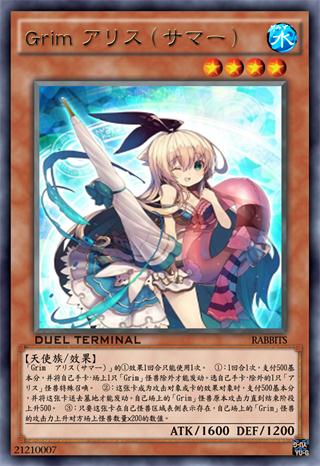 Grim アリス(サマー)
水
DUEL TERMINAL
RABBITS
【天使族/效果】
「Grim アリス(サマー)」的①效果1回合只能使用1次。 ①:1回合1次,支付500基
本分,并将自己手卡·场上1只「Grim」怪兽除外才能发动。选自己手卡·除外的1只「ア
リス」怪兽特殊召唤。 ②:这张卡成为攻击对象或卡的效果对象时,支付500基本
分,并将这张卡送去墓地才能发动。自己场上的「Grim」怪兽原本攻击力直到结束阶段
上升500。 ③:只要这张卡在自己怪兽区域表侧表示存在,自己场上的「Grim」怪兽
的攻击力上升对方场上怪兽数量x200的数值。
ATK/1600 DEF/1200
21210007